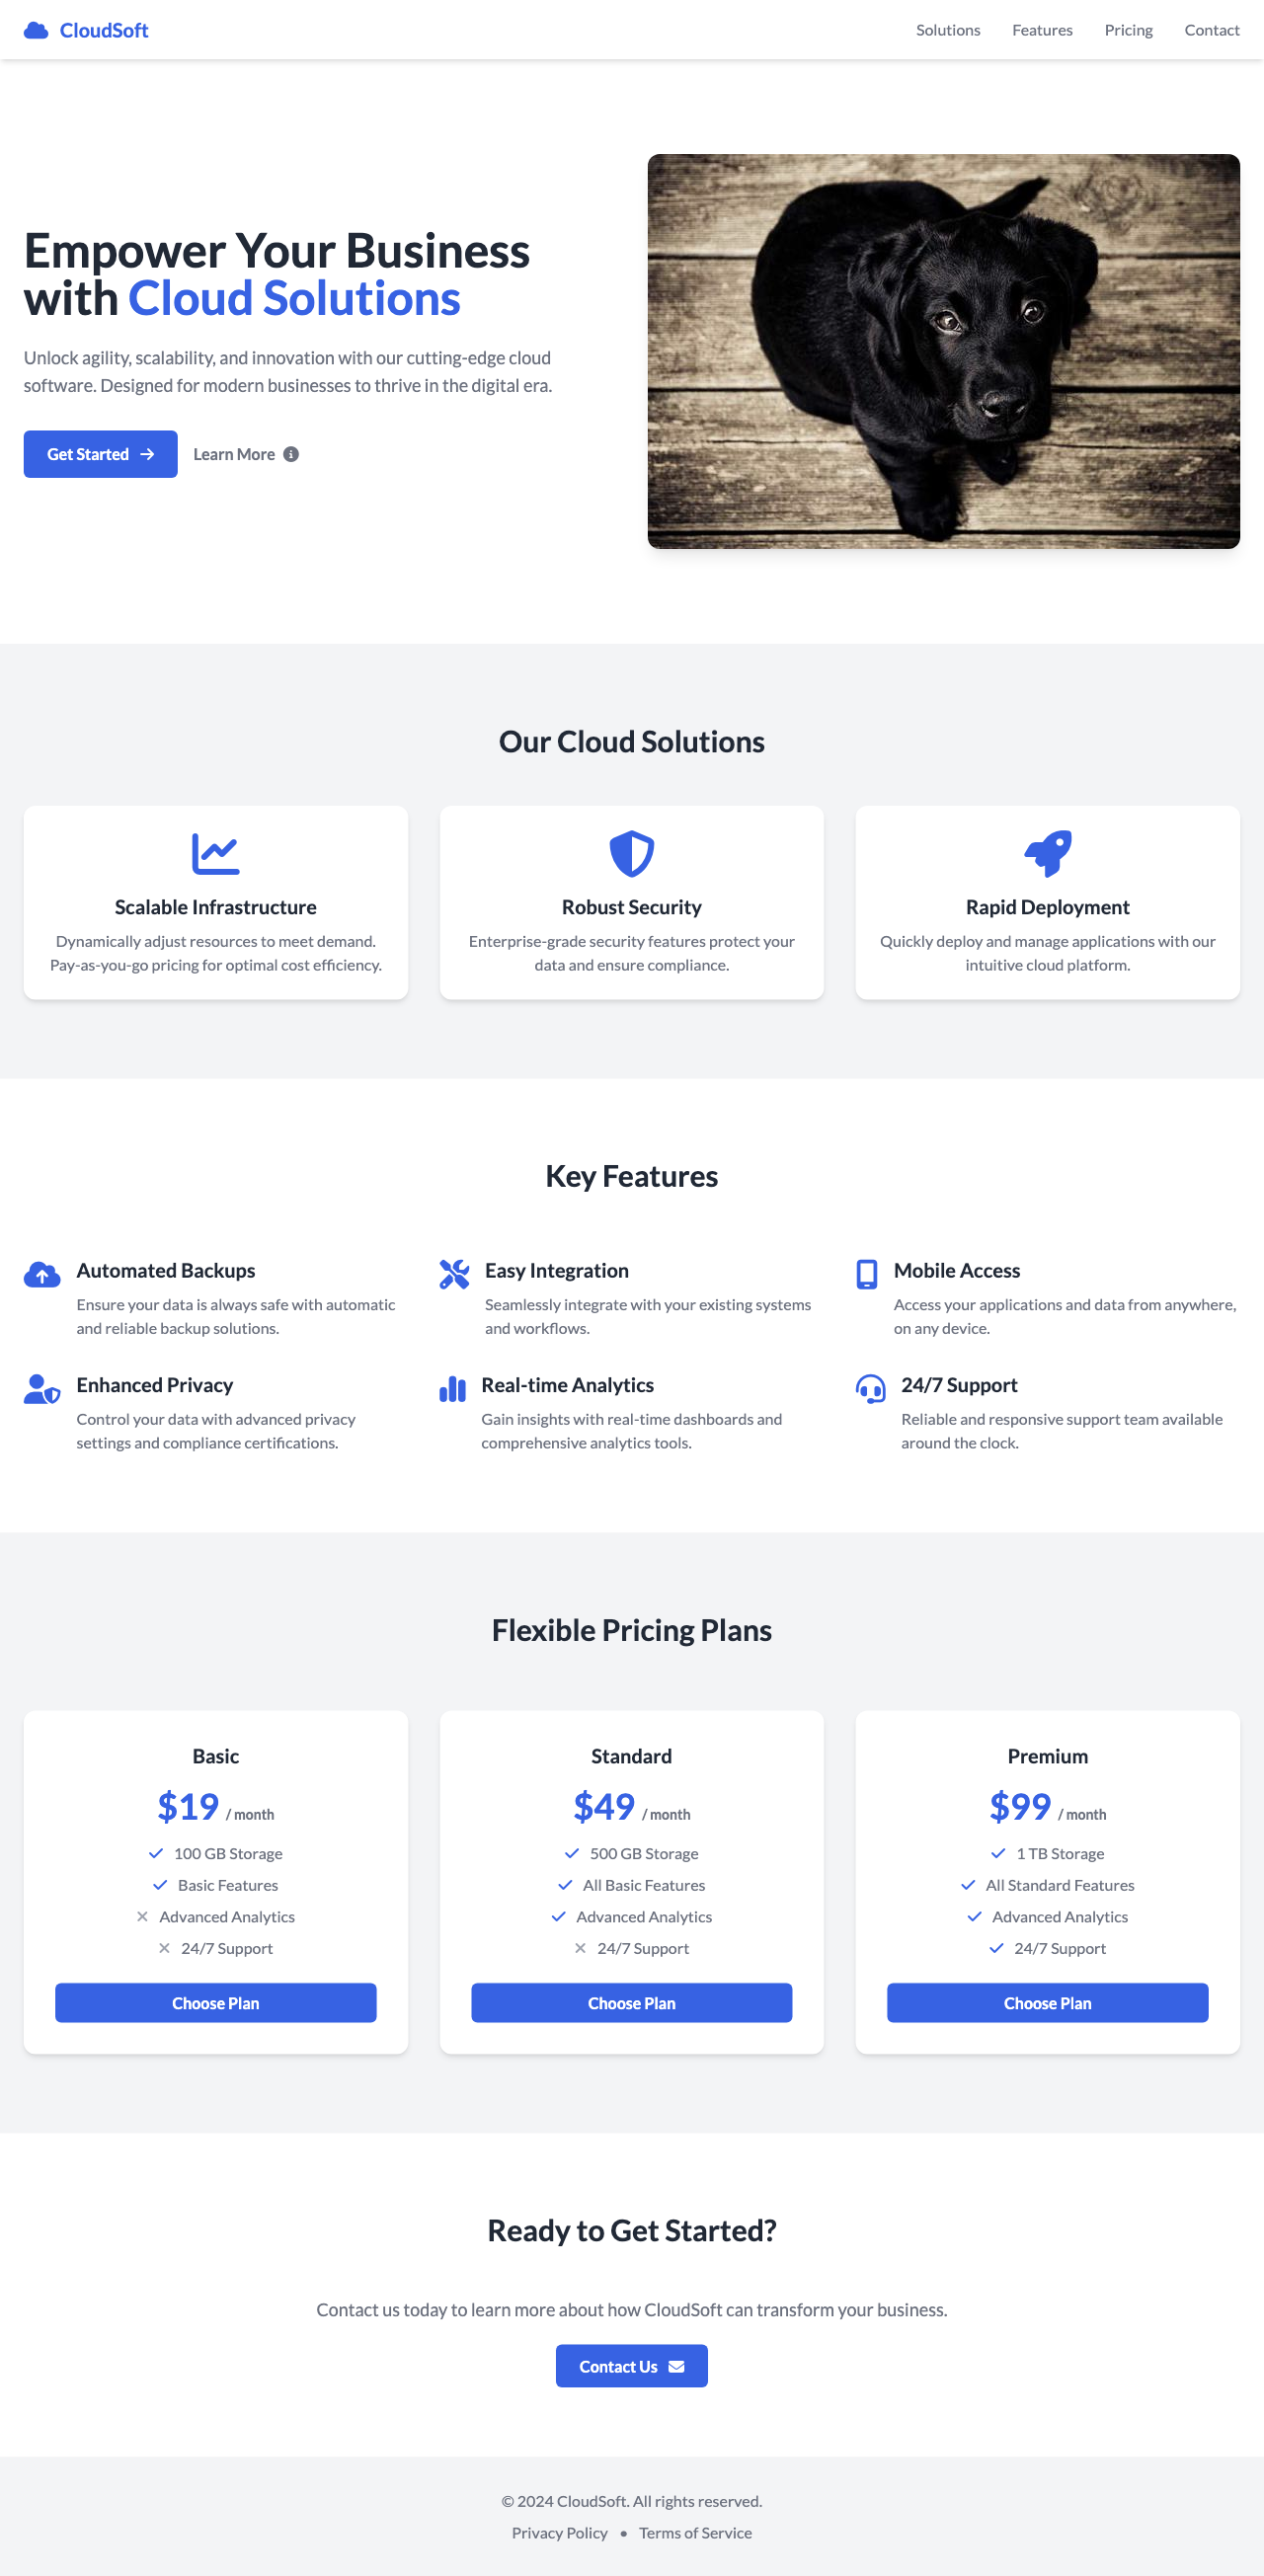 CloudSoft
Solutions Features Pricing Contact
Empower Your Business
with Cloud Solutions
Unlock agility, scalability, and innovation with our cutting-edge cloud
software. Designed for modern businesses to thrive in the digital era.
Get Started
Learn More
Our Cloud Solutions
Scalable Infrastructure
Dynamically adjust resources to meet demand.
Pay-as-you-go pricing for optimal cost efficiency.
Robust Security
Enterprise-grade security features protect your
data and ensure compliance.
Rapid Deployment
Quickly deploy and manage applications with our
intuitive cloud platform.
Key Features
Automated Backups
Ensure your data is always safe with automatic
and reliable backup solutions.
Easy Integration
Seamlessly integrate with your existing systems
and workflows.
Mobile Access
Access your applications and data from anywhere,
on any device.
Enhanced Privacy
Control your data with advanced privacy
settings and compliance certifications.
Real-time Analytics
Gain insights with real-time dashboards and
comprehensive analytics tools.
24/7 Support
Reliable and responsive support team available
around the clock.
Flexible Pricing Plans
Basic
$19 / month
100 GB Storage
Basic Features
Advanced Analytics
24/7 Support
Choose Plan
Standard
$49 / month
500 GB Storage
All Basic Features
Advanced Analytics
24/7 Support
Choose Plan
Premium
$99 / month
1 TB Storage
All Standard Features
Advanced Analytics
24/7 Support
Choose Plan
Ready to Get Started?
Contact us today to learn more about how CloudSoft can transform your business.
Contact Us
© 2024 CloudSoft. All rights reserved.
Privacy Policy • Terms of Service